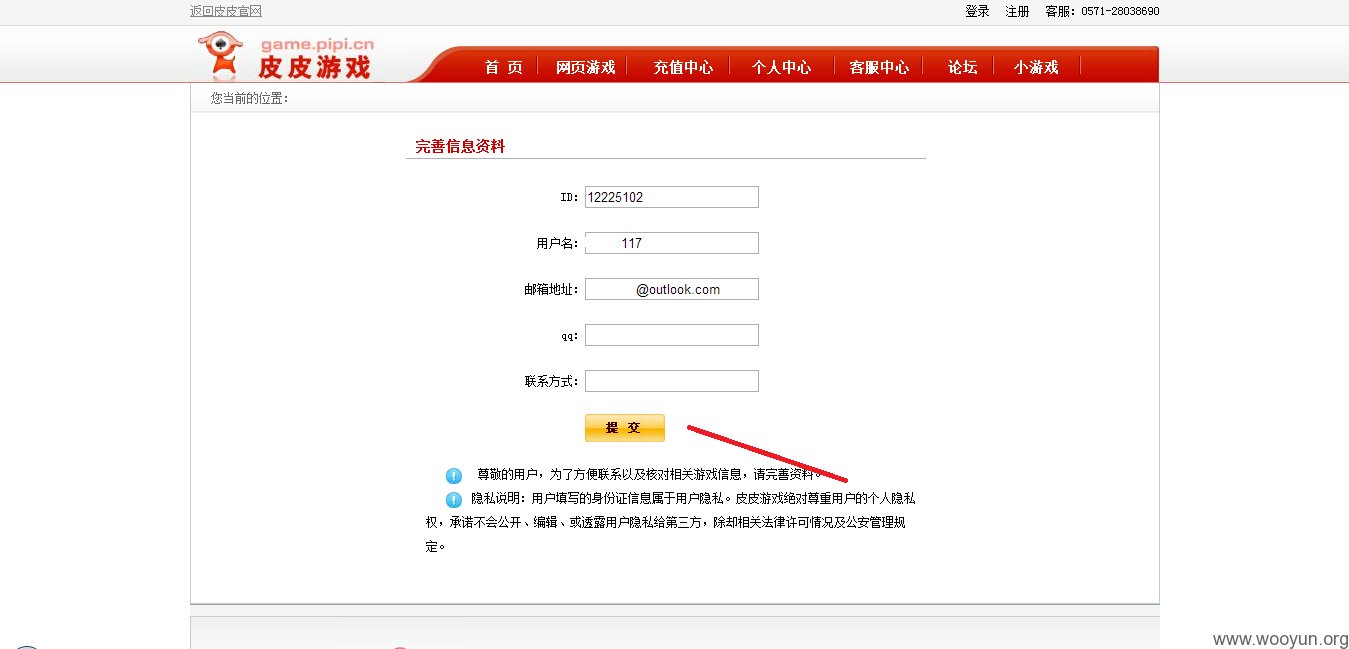 返回皮皮官网 登录 注册 客服：0571-28038690
game.pipi.cn
皮皮游戏
首 页 网页游戏 充值中心 个人中心 客服中心 论坛 小游戏
您当前的位置：
完善信息资料
ID： 12225102
用户名： 117
邮箱地址： @outlook.com
qq：
联系方式：
提 交
尊敬的用户，为了方便联系以及核对相关游戏信息，请完善资料。
隐私说明：用户填写的身份证信息属于用户隐私。皮皮游戏绝对尊重用户的个人隐私
权，承诺不会公开、编辑、或透露用户隐私给第三方，除却相关法律许可情况及公安管理规
定。
www.wooyun.org